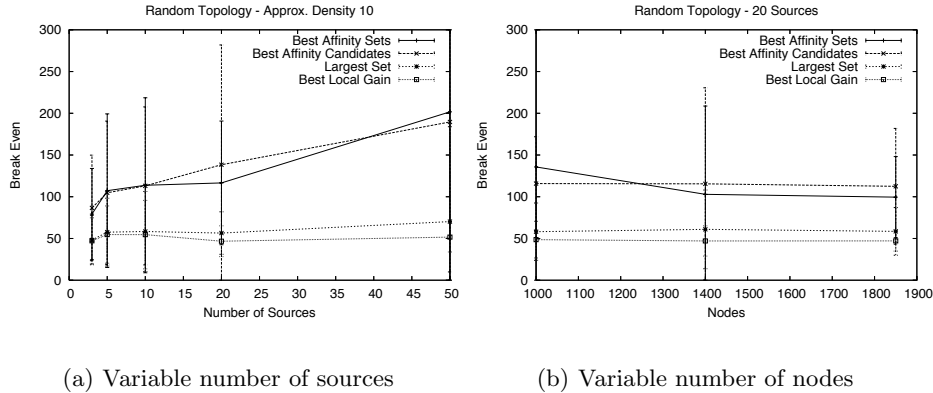 Random Topology - Approx. Density 10
300
250
200
150
100
50
0
Break Even
Best Affinity Sets
Best Affinity Candidates
Largest Set
Best Local Gain
0 5 10 15 20 25 30 35 40 45 50
Number of Sources
(a) Variable number of sources
Random Topology - 20 Sources
300
250
200
150
100
50
0
Break Even
Best Affinity Sets
Best Affinity Candidates
Largest Set
Best Local Gain
1000 1100 1200 1300 1400 1500 1600 1700 1800 1900
Nodes
(b) Variable number of nodes